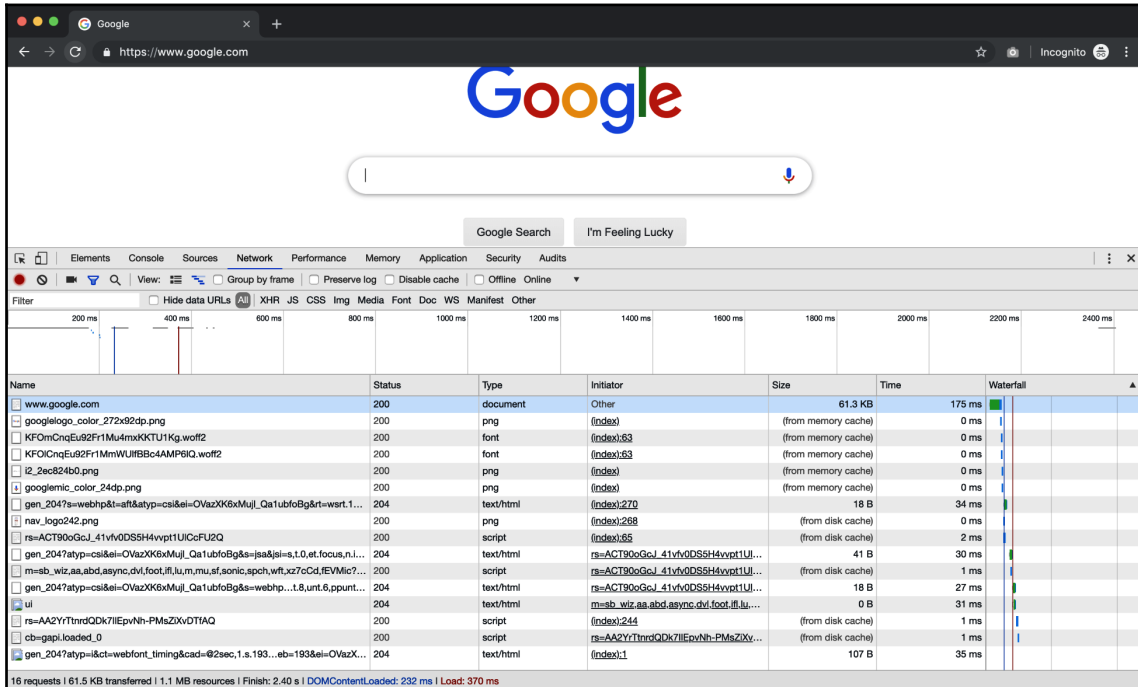 Google
https://www.google.com
Incognito
Google
Google Search I'm Feeling Lucky
Elements Console Sources Network Performance Memory Application Security Audits
View: Group by frame Preserve log Disable cache Offline Online
Filter Hide data URLs All XHR JS CSS Img Media Font Doc WS Manifest Other
200 ms 400 ms 600 ms 800 ms 1000 ms 1200 ms 1400 ms 1600 ms 1800 ms 2000 ms 2200 ms 2400 ms
Name Status Type Initiator Size Time Waterfall
www.google.com 200 document Other 61.3 KB 175 ms
googlelogo_color_272x92dp.png 200 png (index) (from memory cache) 0 ms
KFOmCnqEu92Fr1Mu4mxKKTU1Kg.woff2 200 font (index):63 (from memory cache) 0 ms
KFOlCnqEu92Fr1MmWUlfBBc4AMP6lQ.woff2 200 font (index):63 (from memory cache) 0 ms
i2_2ec824b0.png 200 png (index) (from memory cache) 0 ms
googlemic_color_24dp.png 200 png (index) (from memory cache) 0 ms
gen_204?s=webhp&t=aft&atyp=csi&ei=OVazXK6xMujl_Qa1ubfoBg&rt=wsrt.1... 204 text/html (index):270 18 B 34 ms
nav_logo242.png 200 png (index):268 (from disk cache) 0 ms
rs=ACT90oGcJ_41vfv0DS5H4vvpt1UlCcFU2Q 200 script (index):65 (from disk cache) 2 ms
gen_204?atyp=csi&ei=OVazXK6xMujl_Qa1ubfoBg&s=jsa&jsi=s,t.0,et.focus,n.i... 204 text/html rs=ACT90oGcJ_41vfv0DS5H4vvpt1Ul... 41 B 30 ms
m=sb_wiz,aa,abd,async,dvl,foot,ifl,lu,m,mu,sf,sonic,spch,wft,xz7cCd,fEVMic?... 200 script rs=ACT90oGcJ_41vfv0DS5H4vvpt1Ul... (from disk cache) 1 ms
gen_204?atyp=csi&ei=OVazXK6xMujl_Qa1ubfoBg&s=webhp...t.8,unt.6,ppunt... 204 text/html rs=ACT90oGcJ_41vfv0DS5H4vvpt1Ul... 18 B 27 ms
ui 204 text/html m=sb_wiz,aa,abd,async,dvl,foot,ifl,lu,... 0 B 31 ms
rs=AA2YrTtnrdQDk7lIEpvNh-PMsZiXvDTfAQ 200 script (index):244 (from disk cache) 1 ms
cb=gapi.loaded_0 200 script rs=AA2YrTtnrdQDk7lIEpvNh-PMsZiXv... (from disk cache) 1 ms
gen_204?atyp=i&ct=webfont_timing&cad=@2sec,1.s.193...eb=193&ei=OVazX... 204 text/html (index):1 107 B 35 ms
16 requests | 61.5 KB transferred | 1.1 MB resources | Finish: 2.40 s | DOMContentLoaded: 232 ms | Load: 370 ms